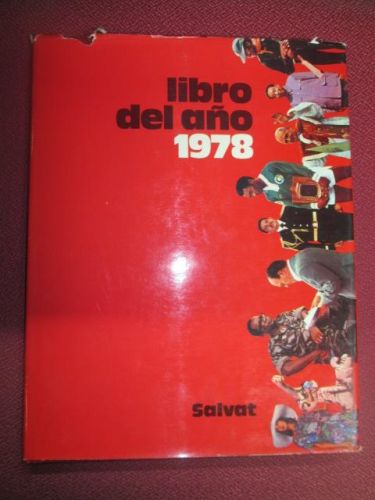 libro
del año
1978
Salvat